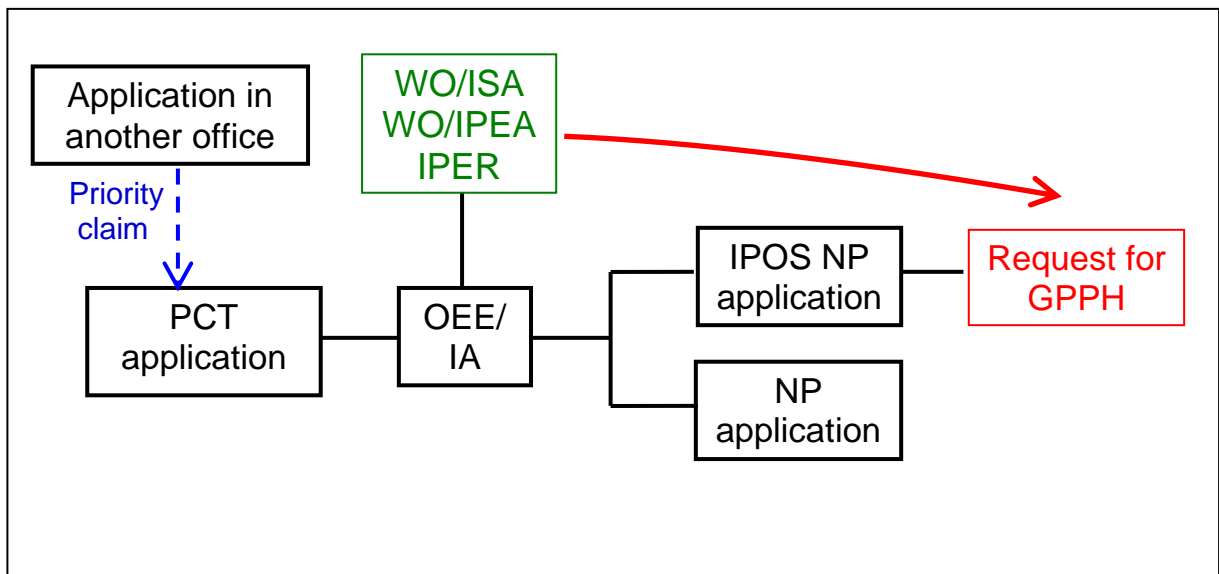 Application in
another office
WO/ISA
WO/IPEA
IPER
Priority
claim
PCT
application
OEE/
IA
IPOS NP
application
Request for
GPPH
NP
application